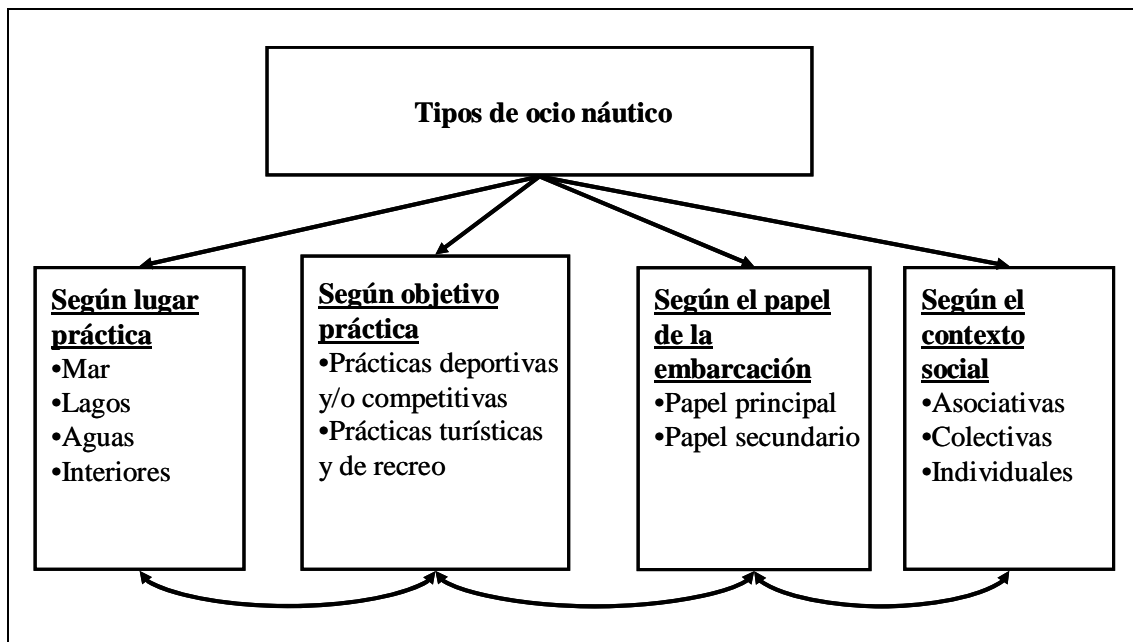 Tipos de ocio náutico
Según lugar
práctica
•Mar
•Lagos
•Aguas
•Interiores
Según objetivo
práctica
•Prácticas deportivas
y/o competitivas
•Prácticas turísticas
y de recreo
Según el papel
de la
embarcación
•Papel principal
•Papel secundario
Según el
contexto
social
•Asociativas
•Colectivas
•Individuales